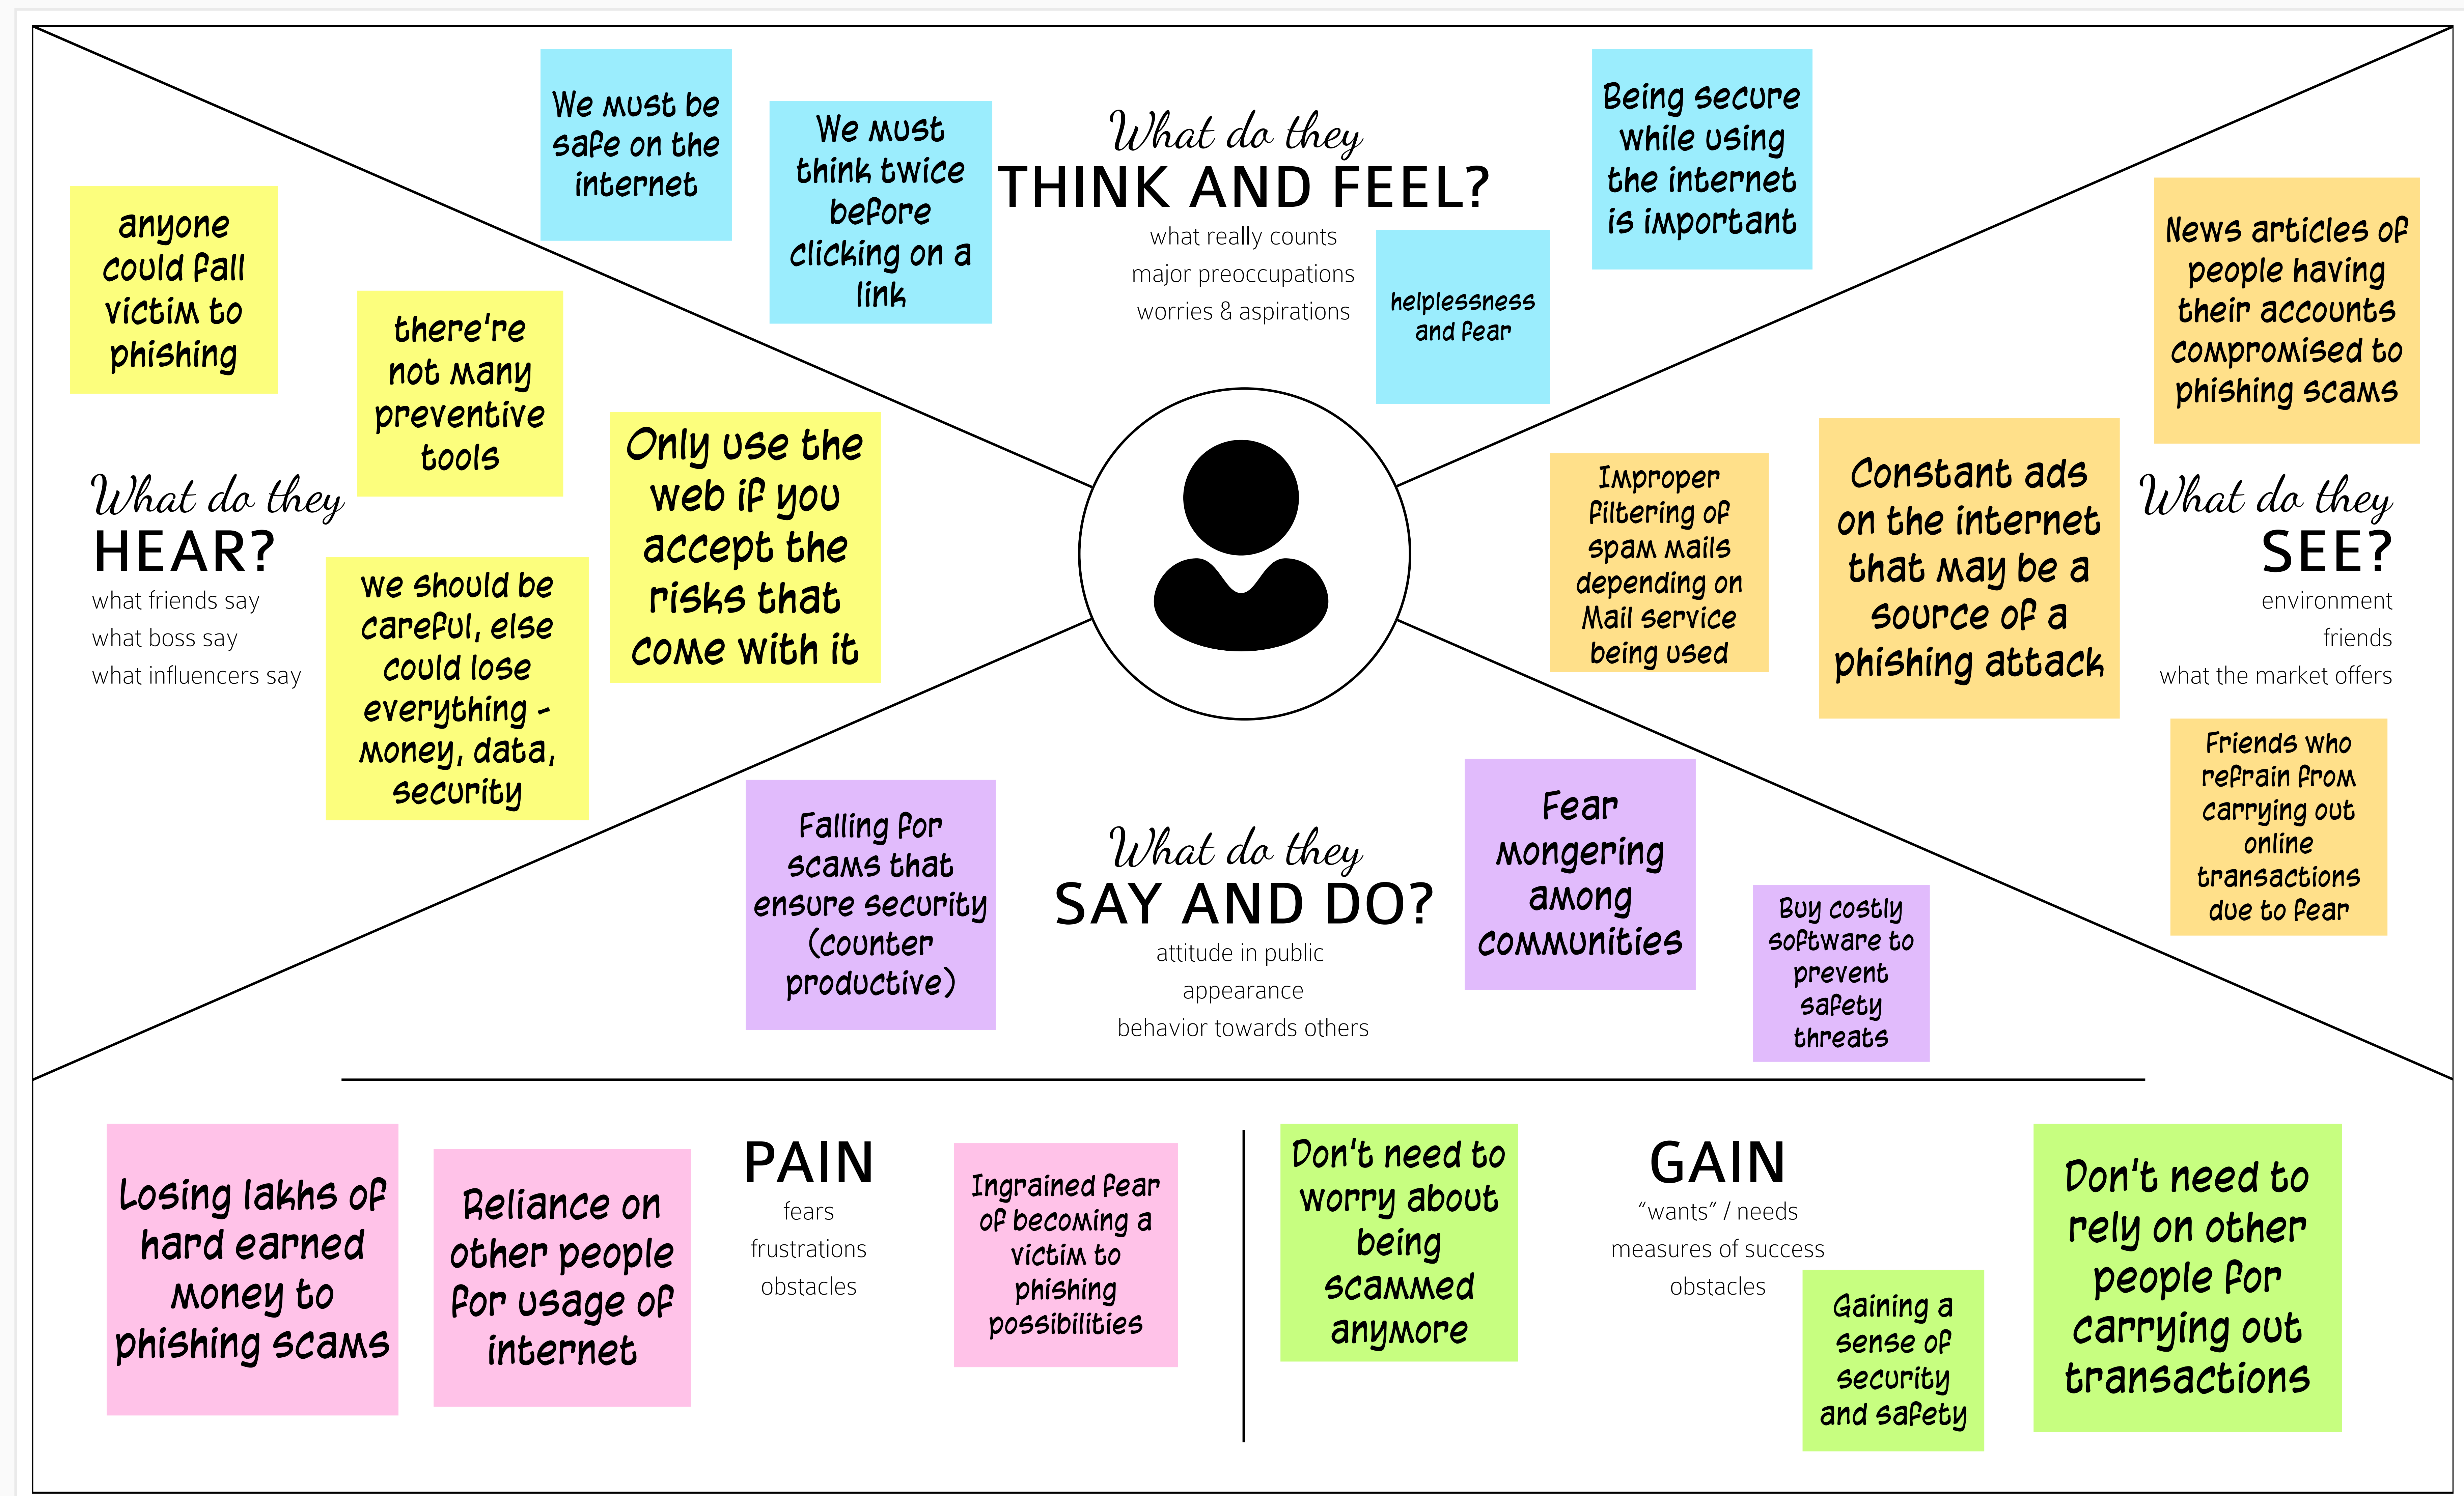 We must be
safe on the
internet
We must
think twice
before
clicking on a
link
What do they
THINK AND FEEL?
what really counts
major preoccupations
worries & aspirations
helplessness
and fear
Being secure
while using
the internet
is important
anyone
could fall
victim to
phishing
there're
not many
preventive
tools
Only use the
web if you
accept the
risks that
come with it
What do they
HEAR?
what friends say
what boss say
what influencers say
we should be
careful, else
could lose
everything -
money, data,
security
News articles of
people having
their accounts
compromised to
phishing scams
Improper
filtering of
spam mails
depending on
Mail service
being used
Constant ads
on the internet
that may be a
source of a
phishing attack
What do they
SEE?
environment
friends
what the market offers
Friends who
refrain from
carrying out
online
transactions
due to fear
Falling for
scams that
ensure security
(counter
productive)
What do they
SAY AND DO?
attitude in public
appearance
behavior towards others
Fear
mongering
among
communities
Buy costly
software to
prevent
safety
threats
Losing lakhs of
hard earned
money to
phishing scams
Reliance on
other people
for usage of
internet
PAIN
fears
frustrations
obstacles
Ingrained fear
of becoming a
victim to
phishing
possibilities
Don't need to
worry about
being
scammed
anymore
GAIN
“wants” / needs
measures of success
obstacles
Gaining a
sense of
security
and safety
Don't need to
rely on other
people for
carrying out
transactions